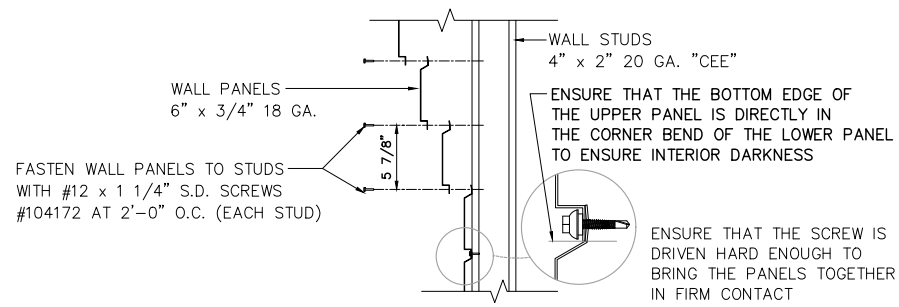 WALL STUDS
4" x 2" 20 GA. "CEE"
WALL PANELS
6" x 3/4" 18 GA.
ENSURE THAT THE BOTTOM EDGE OF
THE UPPER PANEL IS DIRECTLY IN
THE CORNER BEND OF THE LOWER PANEL
TO ENSURE INTERIOR DARKNESS
5 7/8"
FASTEN WALL PANELS TO STUDS
WITH #12 x 1 1/4" S.D. SCREWS
#104172 AT 2'-0" O.C. (EACH STUD)
ENSURE THAT THE SCREW IS
DRIVEN HARD ENOUGH TO
BRING THE PANELS TOGETHER
IN FIRM CONTACT